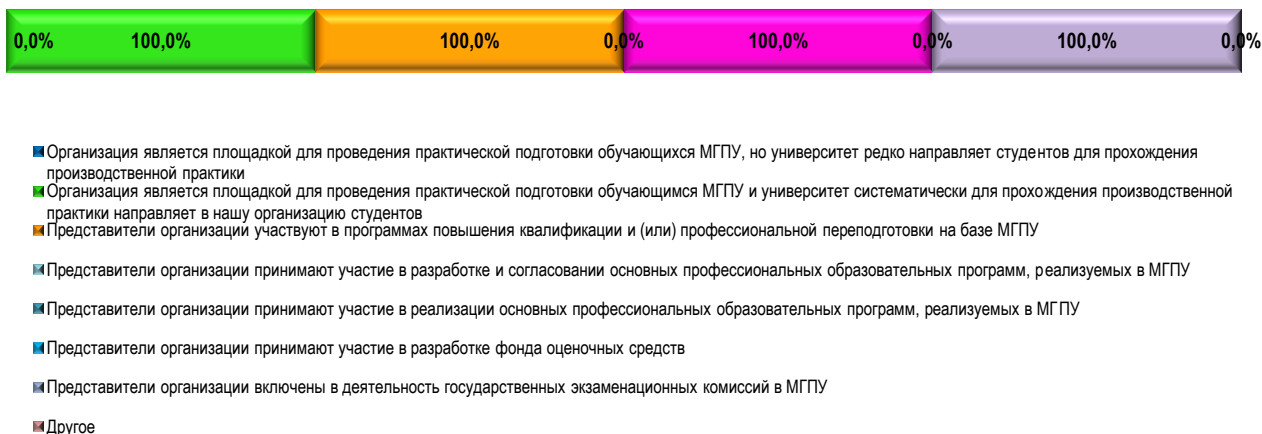 0,0% 100,0% 100,0% 0,0% 100,0% 0,0% 100,0% 0,0%
Организация является площадкой для проведения практической подготовки обучающихся МГПУ, но университет редко направляет студентов для прохождения
производственной практики
Организация является площадкой для проведения практической подготовки обучающимся МГПУ и университет систематически для прохождения производственной
практики направляет в нашу организацию студентов
Представители организации участвуют в программах повышения квалификации и (или) профессиональной переподготовки на базе МГПУ
Представители организации принимают участие в разработке и согласовании основных профессиональных образовательных программ, реализуемых в МГПУ
Представители организации принимают участие в реализации основных профессиональных образовательных программ, реализуемых в МГПУ
Представители организации принимают участие в разработке фонда оценочных средств
Представители организации включены в деятельность государственных экзаменационных комиссий в МГПУ
Другое